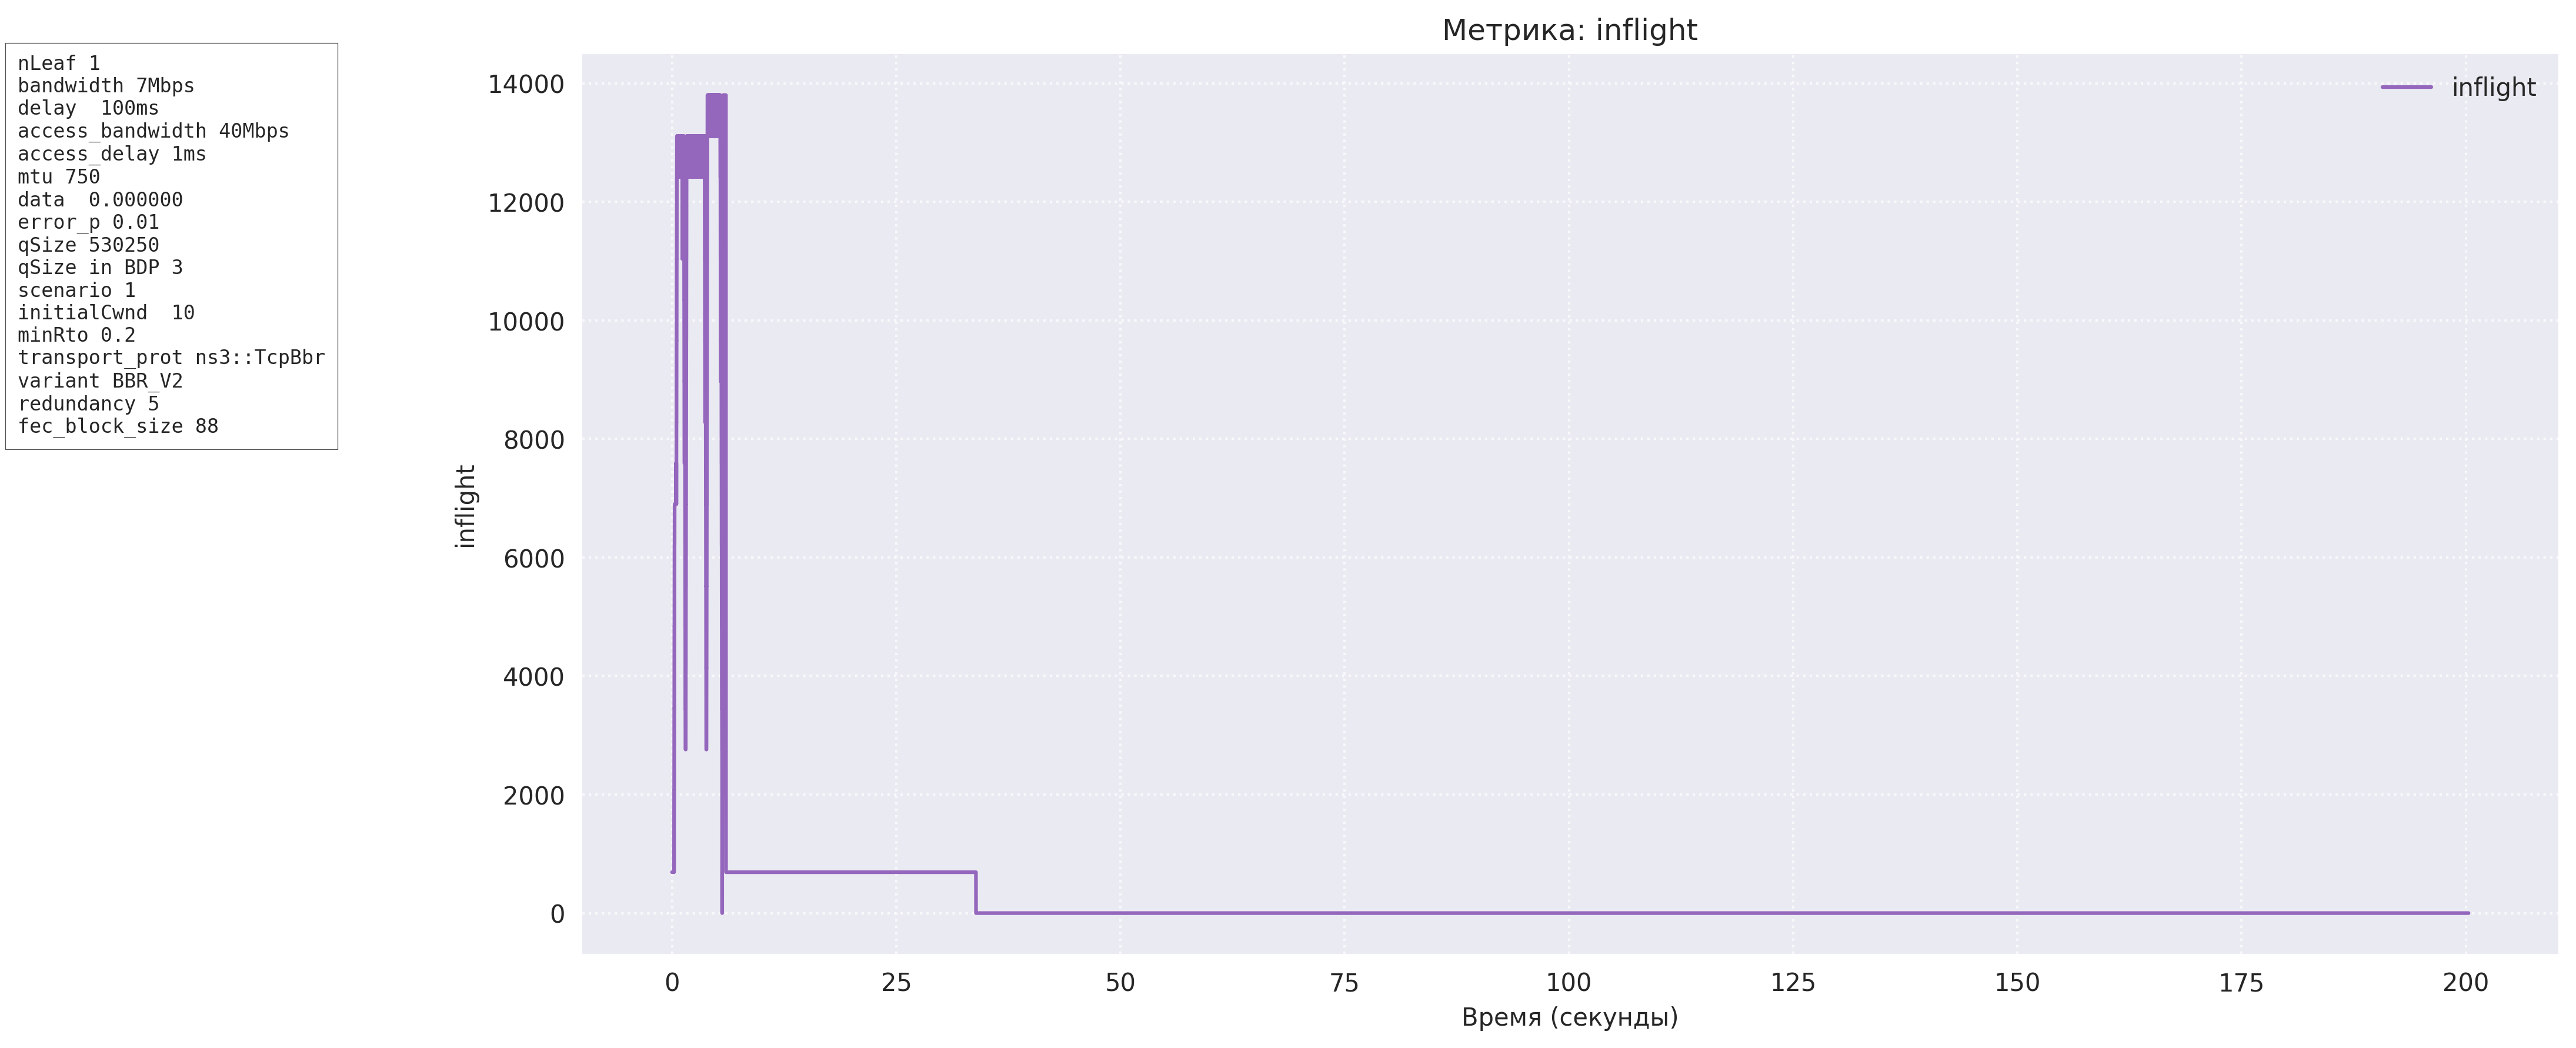 Метрика: inflight
nLeaf 1
bandwidth 7Mbps
delay  100ms
access_bandwidth 40Mbps
access_delay 1ms
mtu 750
data  0.000000
error_p 0.01
qSize 530250
qSize in BDP 3
scenario 1
initialCwnd  10
minRto 0.2
transport_prot ns3::TcpBbr
variant BBR_V2
redundancy 5
fec_block_size 88
inflight
14000
12000
10000
8000
6000
4000
2000
0
inflight
0 25 50 75 100 125 150 175 200
Время (секунды)